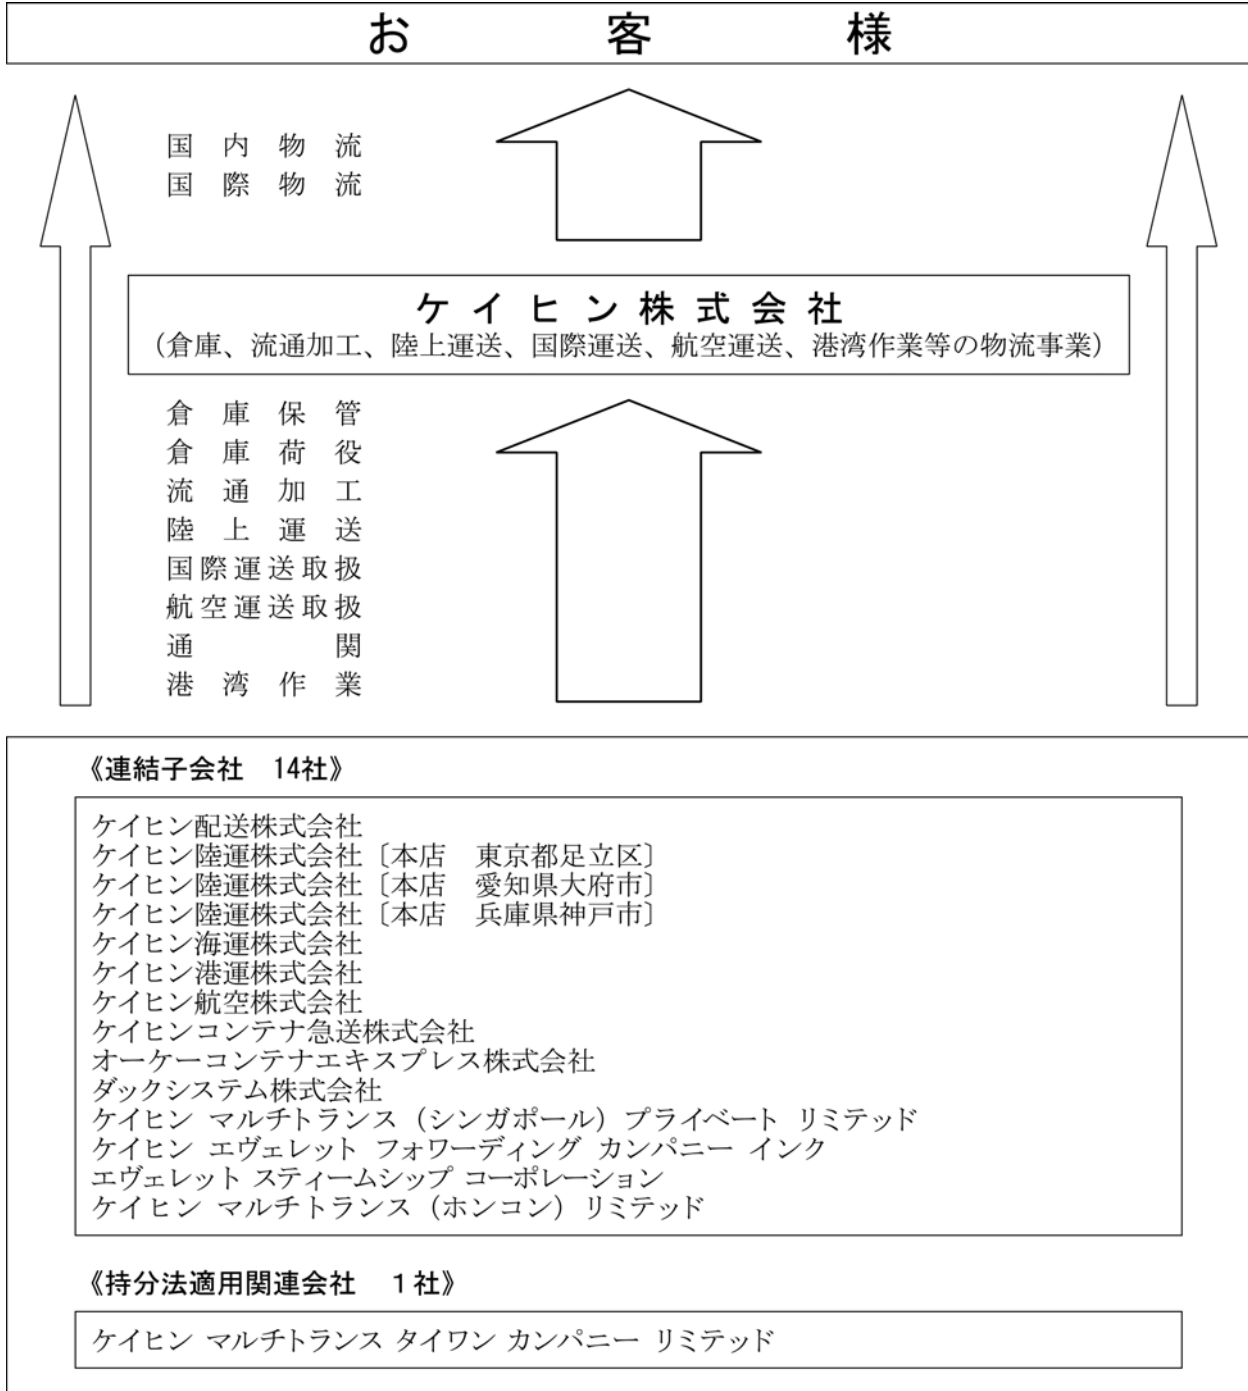 お客様
国内物流
国際物流
ケイヒン株式会社
（倉庫、流通加工、陸上運送、国際運送、航空運送、港湾作業等の物流事業）
倉庫保管
倉庫荷役
流通加工
陸上運送
国際運送取扱
航空運送取扱
通関
港湾作業
《連結子会社　14社》
ケイヒン配送株式会社
ケイヒン陸運株式会社〔本店　東京都足立区〕
ケイヒン陸運株式会社〔本店　愛知県大府市〕
ケイヒン陸運株式会社〔本店　兵庫県神戸市〕
ケイヒン海運株式会社
ケイヒン港運株式会社
ケイヒン航空株式会社
ケイヒンコンテナ急送株式会社
オーケーコンテナエキスプレス株式会社
ダックシステム株式会社
ケイヒン マルチトランス（シンガポール）プライベート リミテッド
ケイヒン エヴェレット フォワーディング カンパニー インク
エヴェレット スティームシップ コーポレーション
ケイヒン マルチトランス（ホンコン）リミテッド
《持分法適用関連会社　１社》
ケイヒン マルチトランス タイワン カンパニー リミテッド